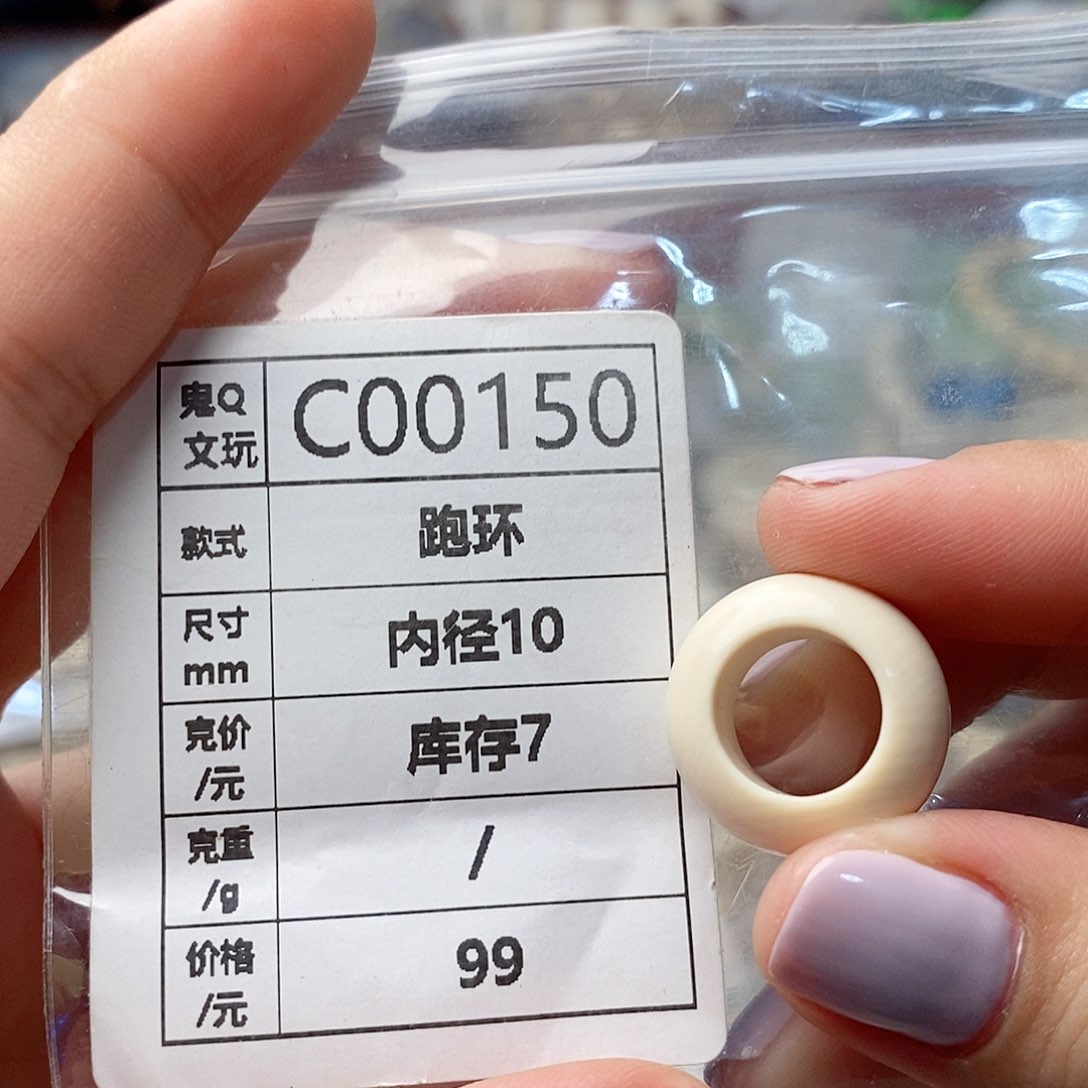 鬼Q
文玩
C00150
款式
跑环
尺寸
mm
内径10
克价
/元
库存7
克重
/g
/
价格
/元
99